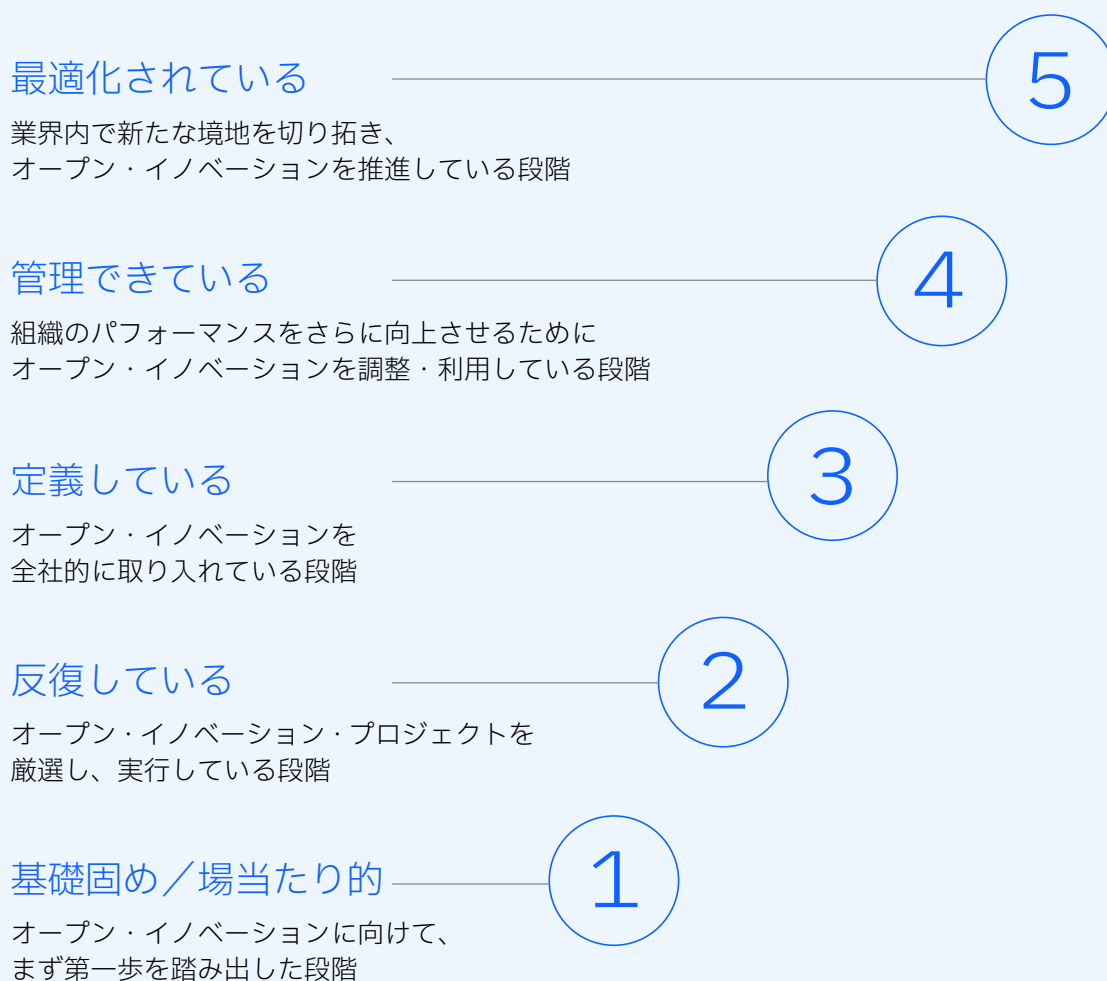 最適化されている
5
業界内で新たな境地を切り拓き、
オープン・イノベーションを推進している段階
管理できている
4
組織のパフォーマンスをさらに向上させるために
オープン・イノベーションを調整・利用している段階
定義している
3
オープン・イノベーションを
全社的に取り入れている段階
反復している
2
オープン・イノベーション・プロジェクトを
厳選し、実行している段階
基礎固め／場当たり的
1
オープン・イノベーションに向けて、
まず第一歩を踏み出した段階